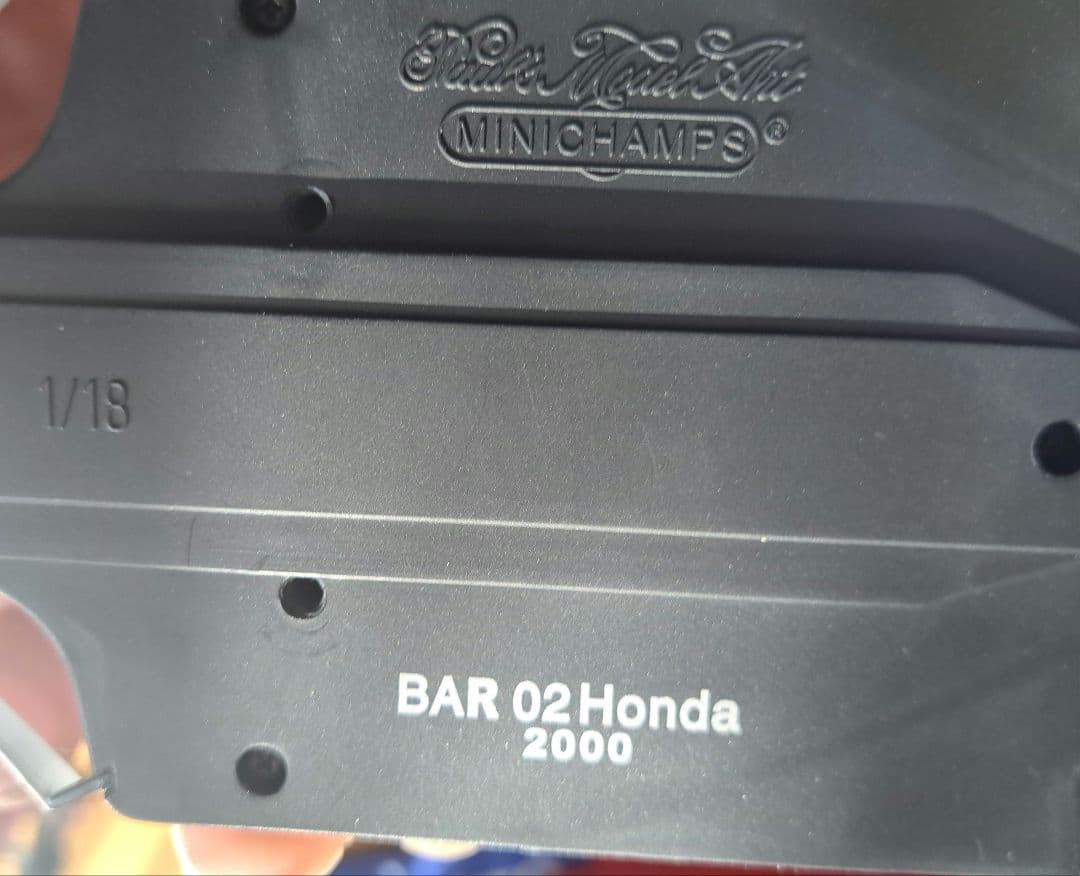 Paul's Model Art
MINICHAMPS®
1/18
BAR 02 Honda
2000